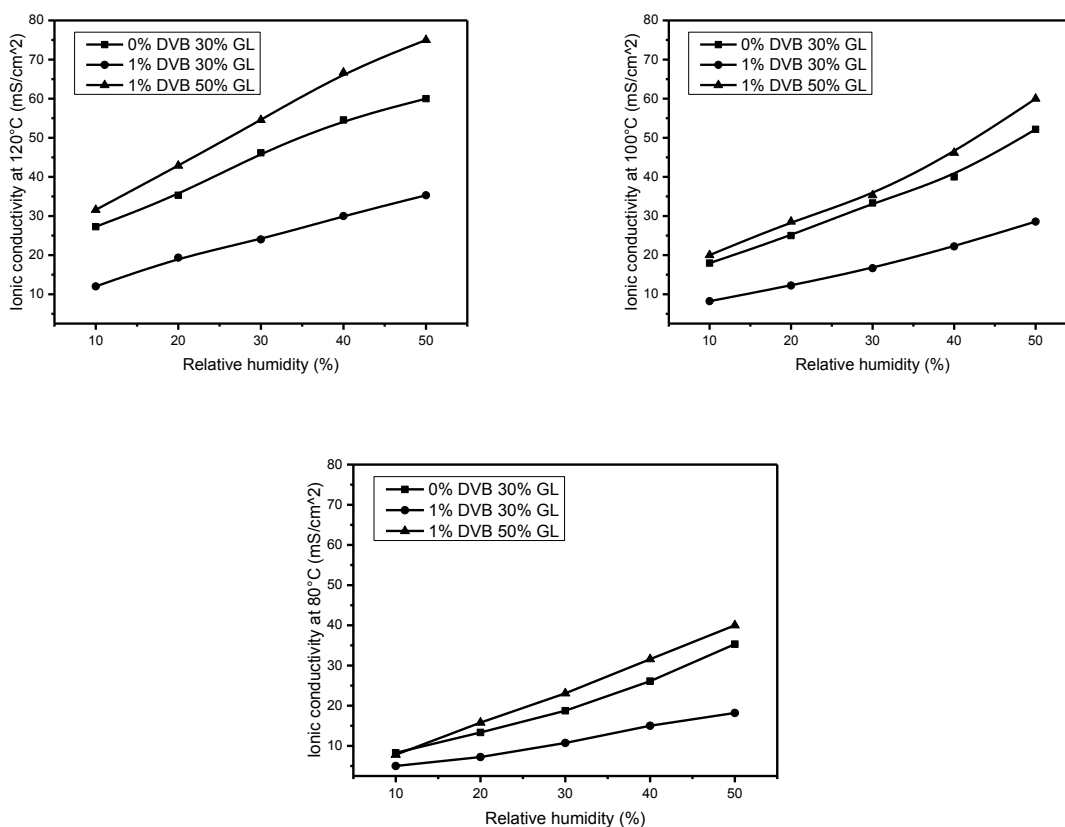 Ionic conductivity at 120°C (mS/cm^2)
80
70
60
50
40
30
20
10
0% DVB 30% GL
1% DVB 30% GL
1% DVB 50% GL
10 20 30 40 50
Relative humidity (%)
Ionic conductivity at 100°C (mS/cm^2)
80
70
60
50
40
30
20
10
0% DVB 30% GL
1% DVB 30% GL
1% DVB 50% GL
10 20 30 40 50
Relative humidity (%)
Ionic conductivity at 80°C (mS/cm^2)
80
70
60
50
40
30
20
10
0% DVB 30% GL
1% DVB 30% GL
1% DVB 50% GL
10 20 30 40 50
Relative humidity (%)